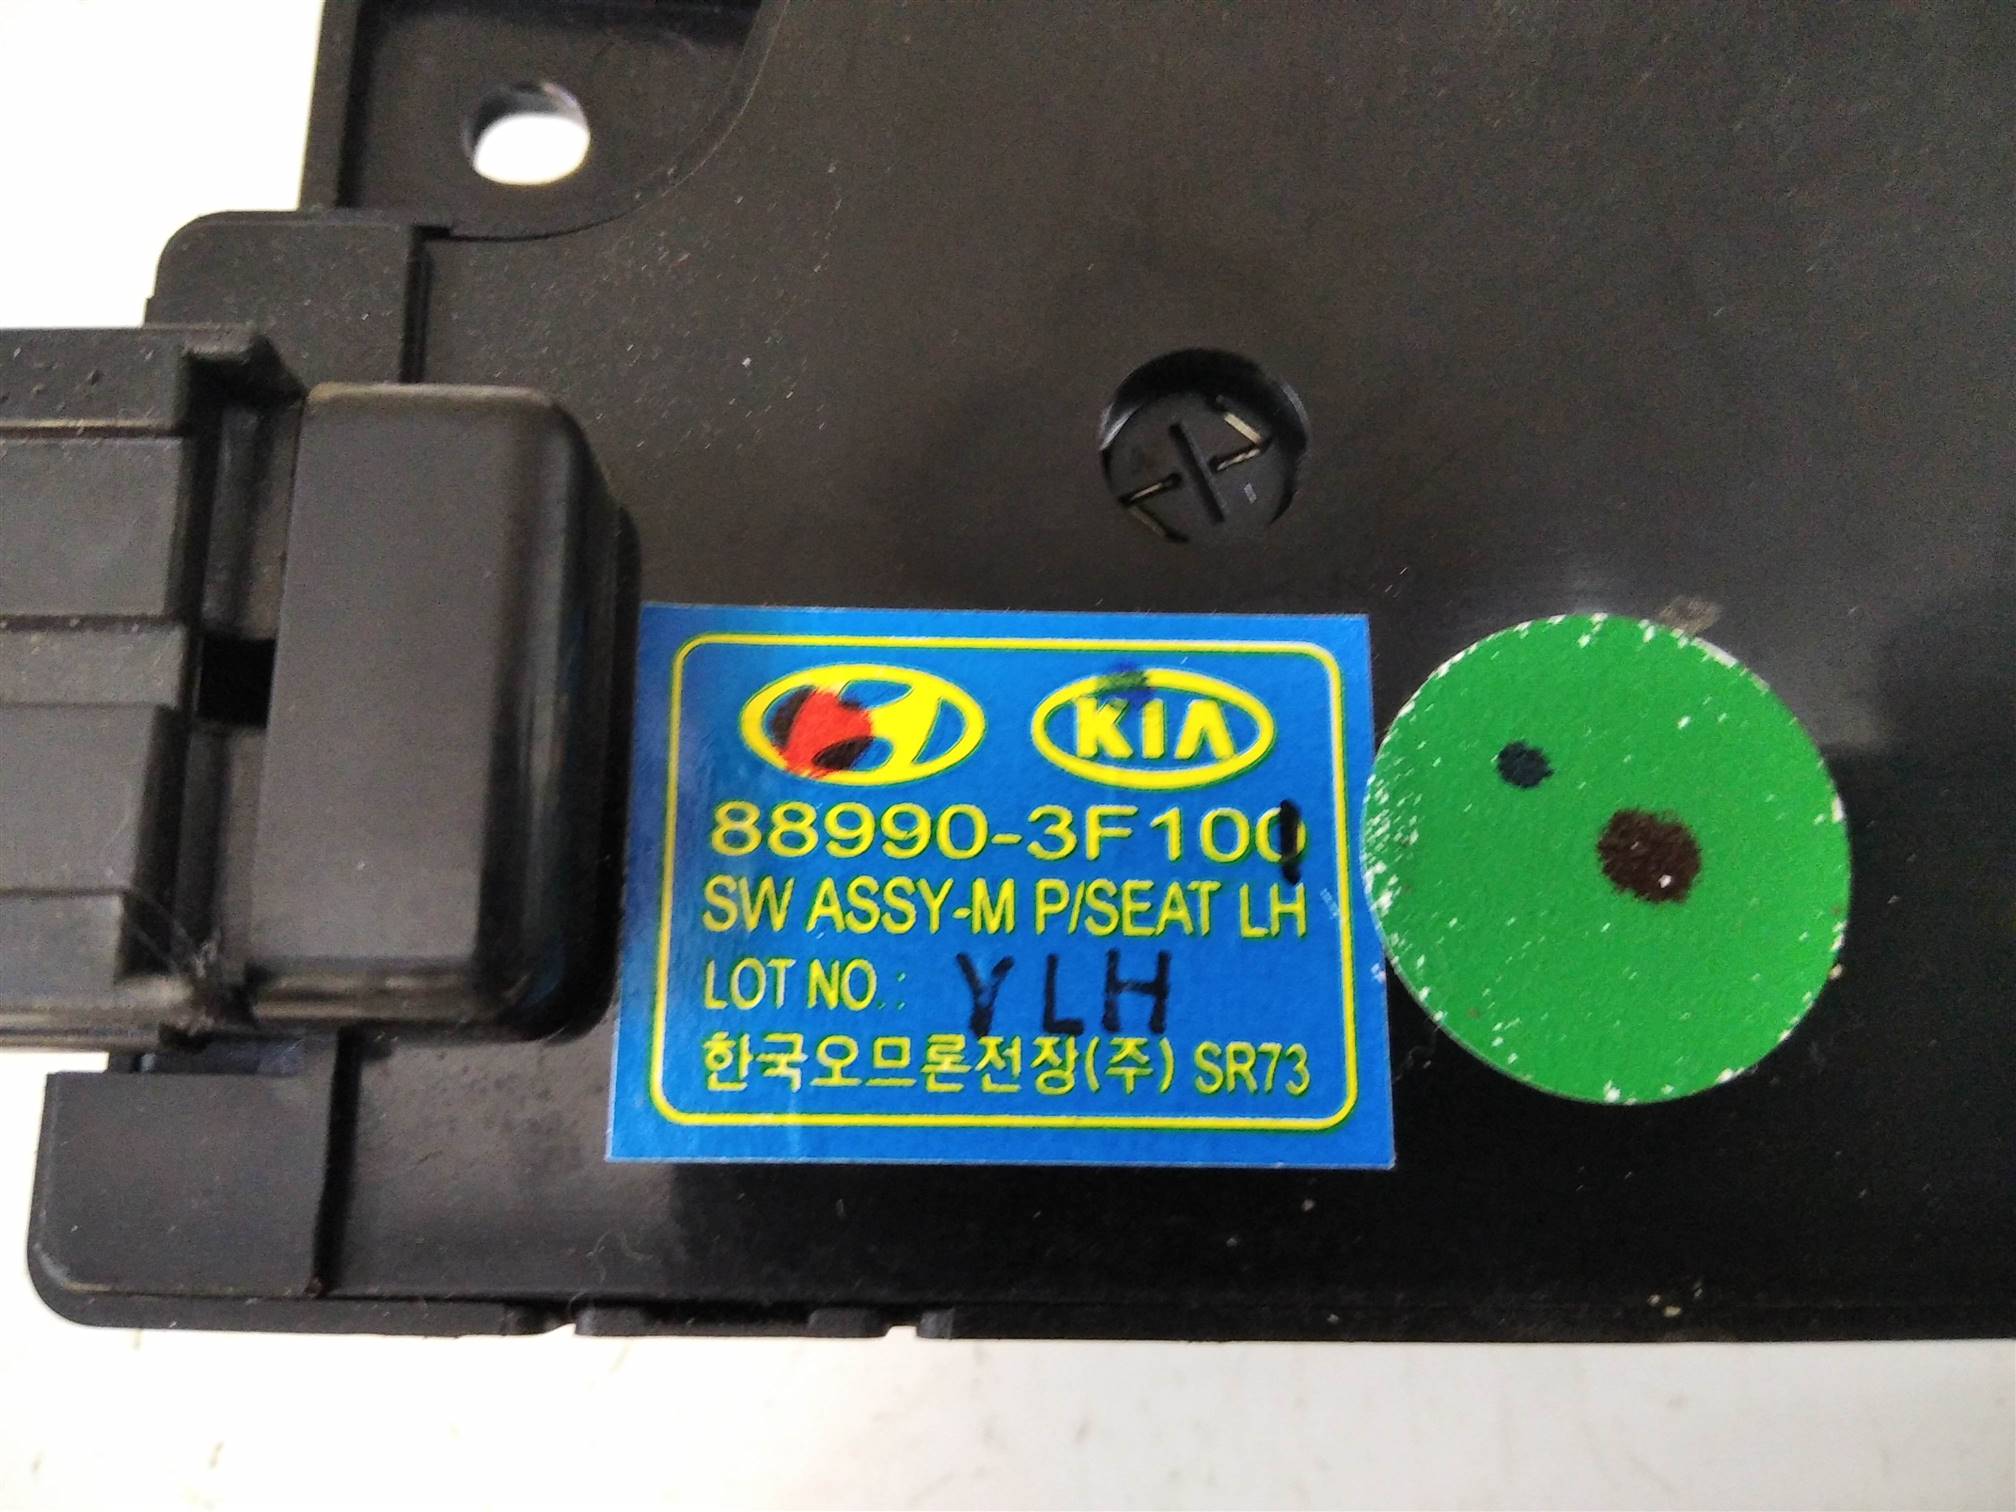 KIA
88990-3F100
SW ASSY-M P/SEAT LH
LOT NO.: YLH
한국오므론전장(주) SR73